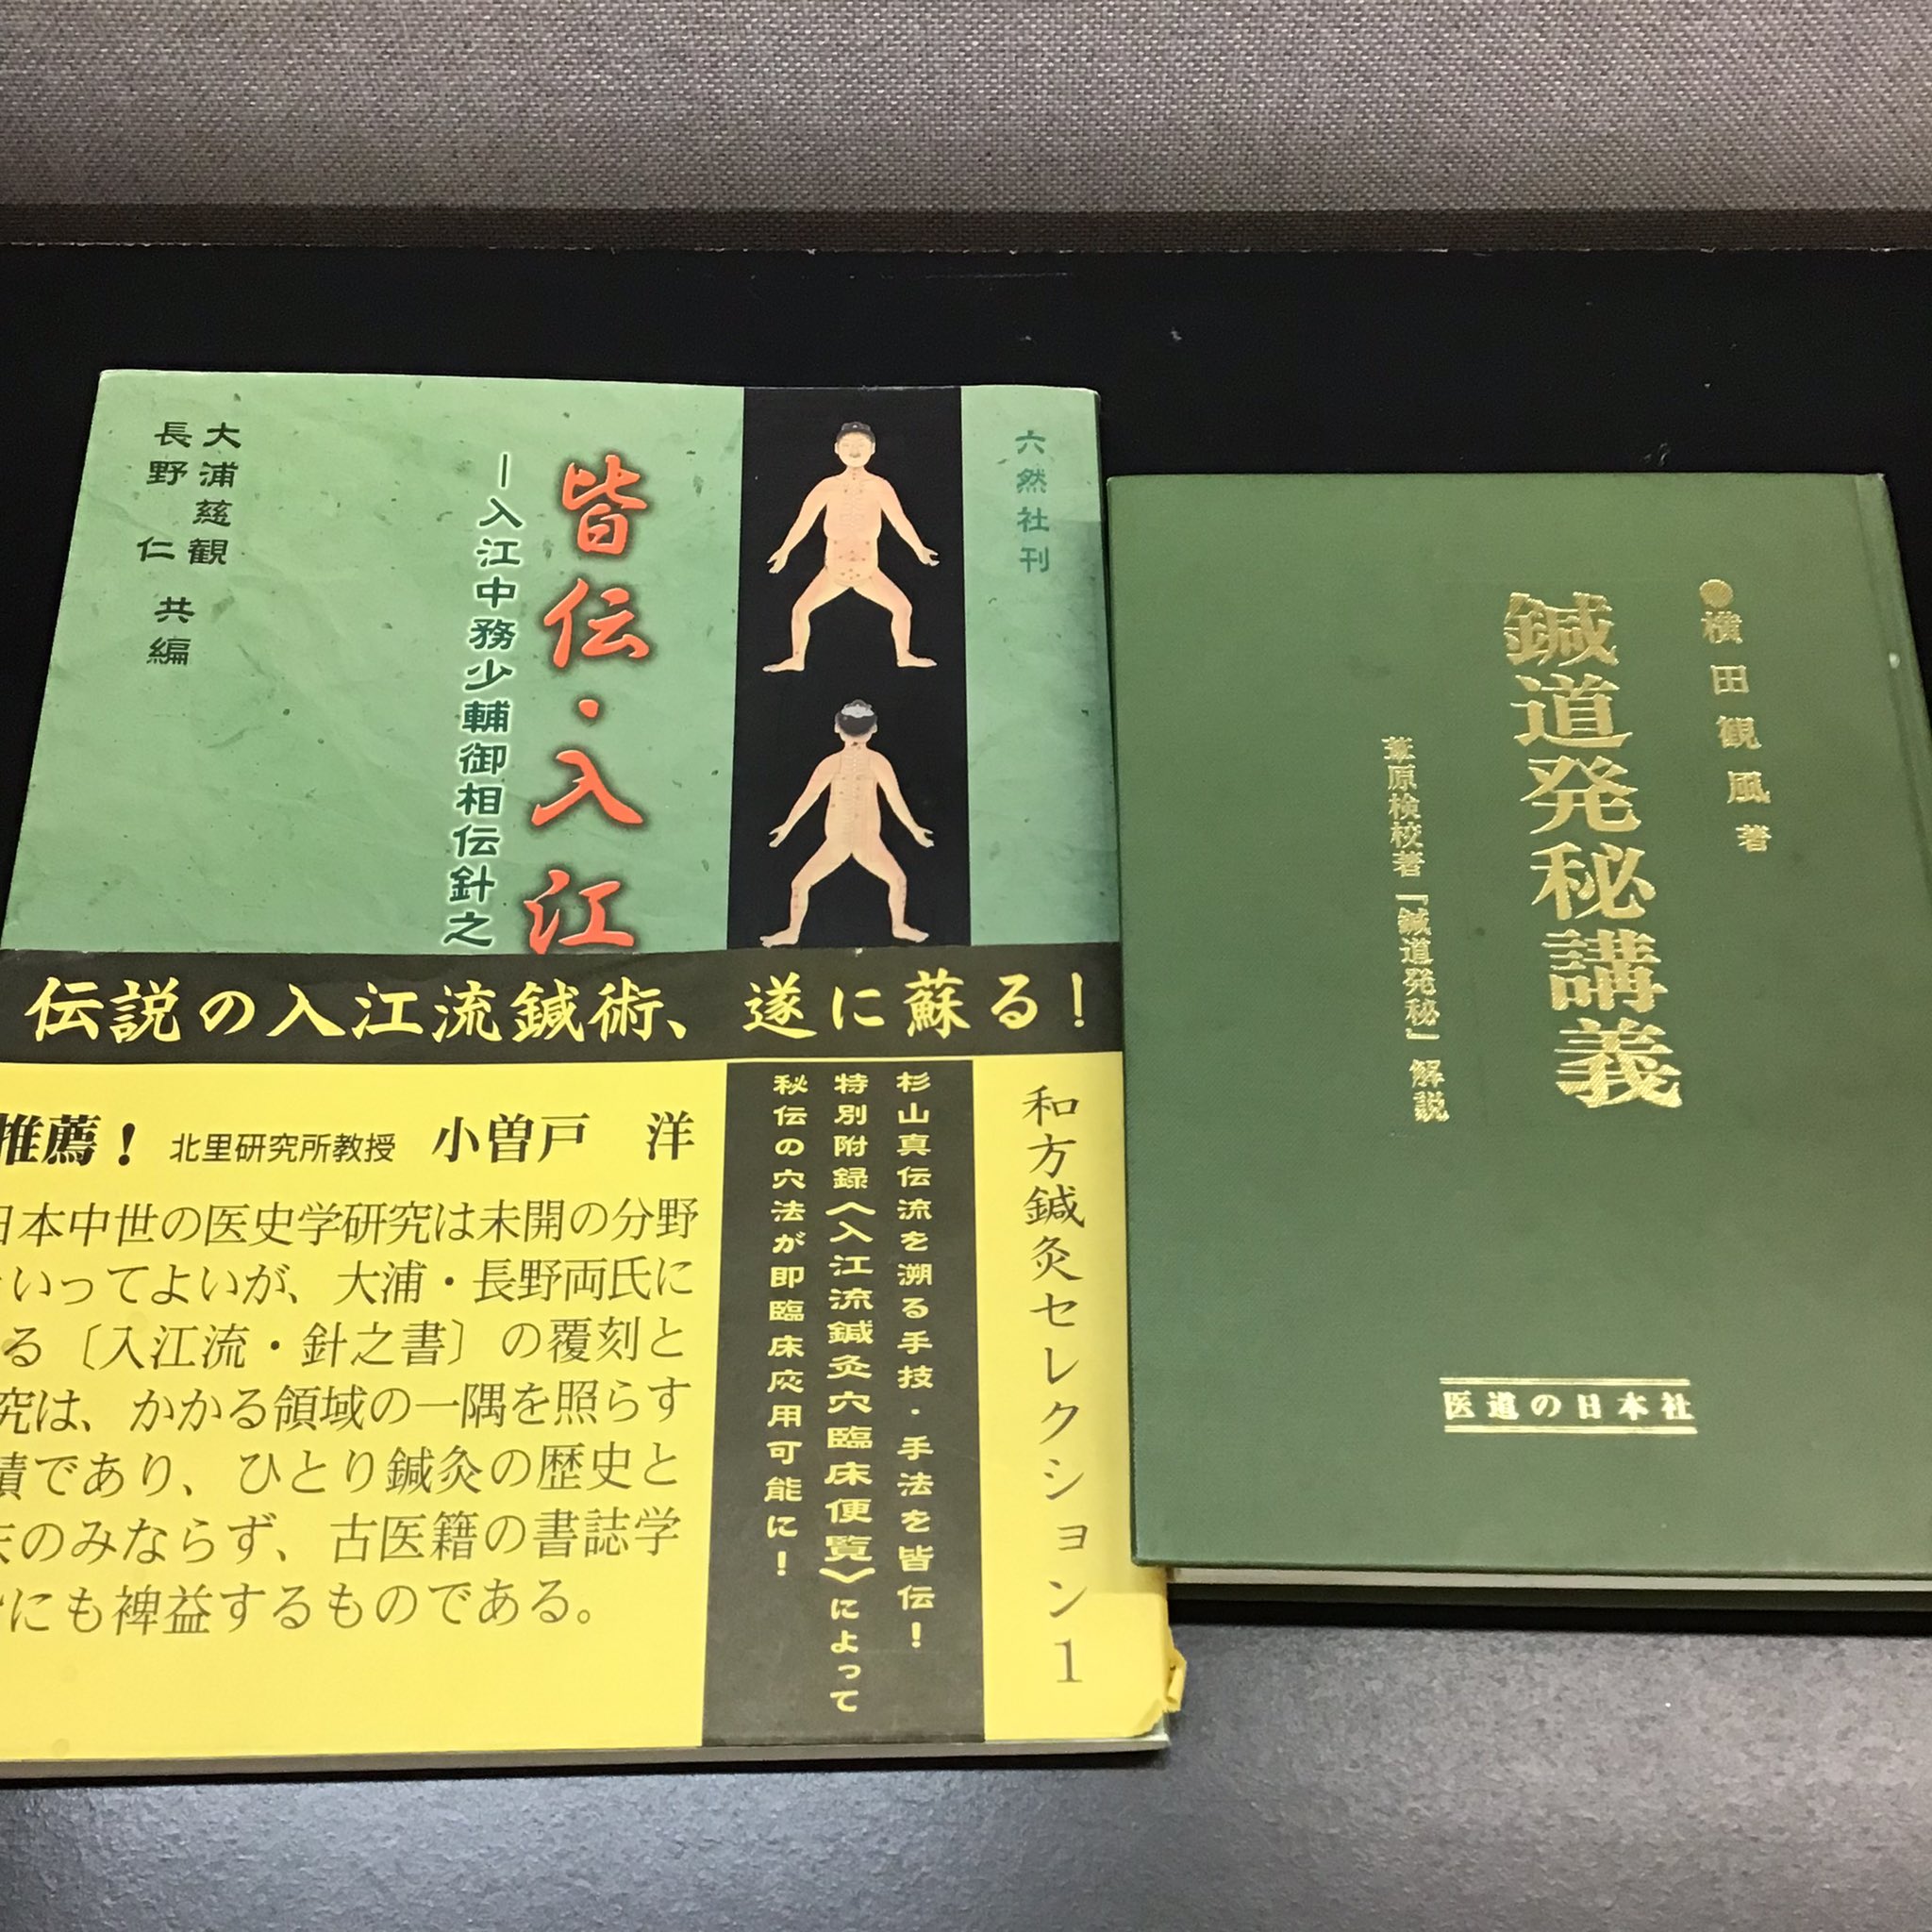 六然社刊
皆伝・入江
―入江中務少輔御相伝針之
大浦慈観
長野仁 共編
伝説の入江流鍼術、遂に蘇る!
和方鍼灸セレクション1
杉山真伝流を溯る手技・手法を皆伝!
特別附録〈入江流鍼灸穴臨床便覧〉によって
秘伝の穴法が即臨床応用可能に!
推薦! 北里研究所教授 小曽戸 洋
日本中世の医史学研究は未開の分野
いってよいが、大浦・長野両氏に
る〔入江流・針之書〕の覆刻と
究は、かかる領域の一隅を照らす
績であり、ひとり鍼灸の歴史と
のみならず、古医籍の書誌学
にも裨益するものである。
●横田観風著
鍼道発秘講義
葦原検校著『鍼道発秘』解説
医道の日本社